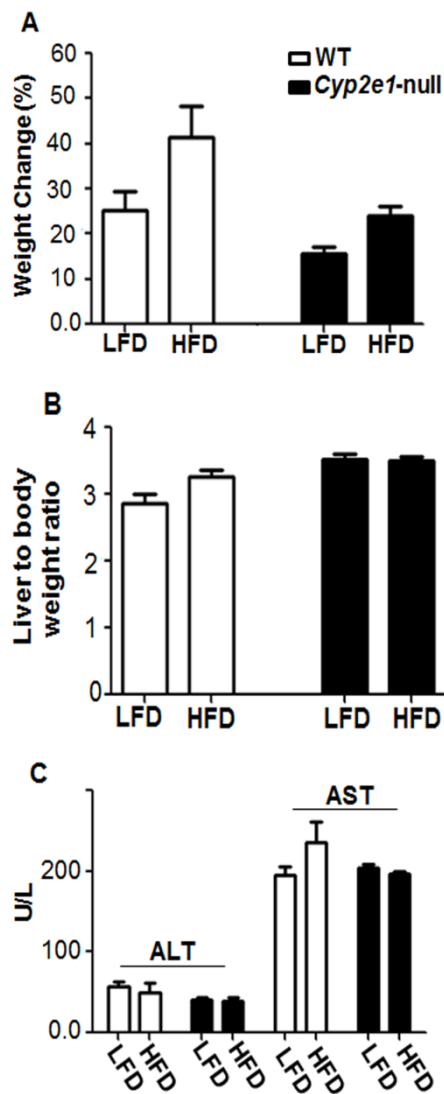 A
WT
Cyp2e1-null
Weight Change (%)
60
50
40
30
20
10
0.0
LFD HFD LFD HFD
B
Liver to body
weight ratio
4
3
2
1
0
LFD HFD LFD HFD
C
AST
ALT
U/L
200
100
0.0
LFD HFD LFD HFD LFD HFD LFD HFD